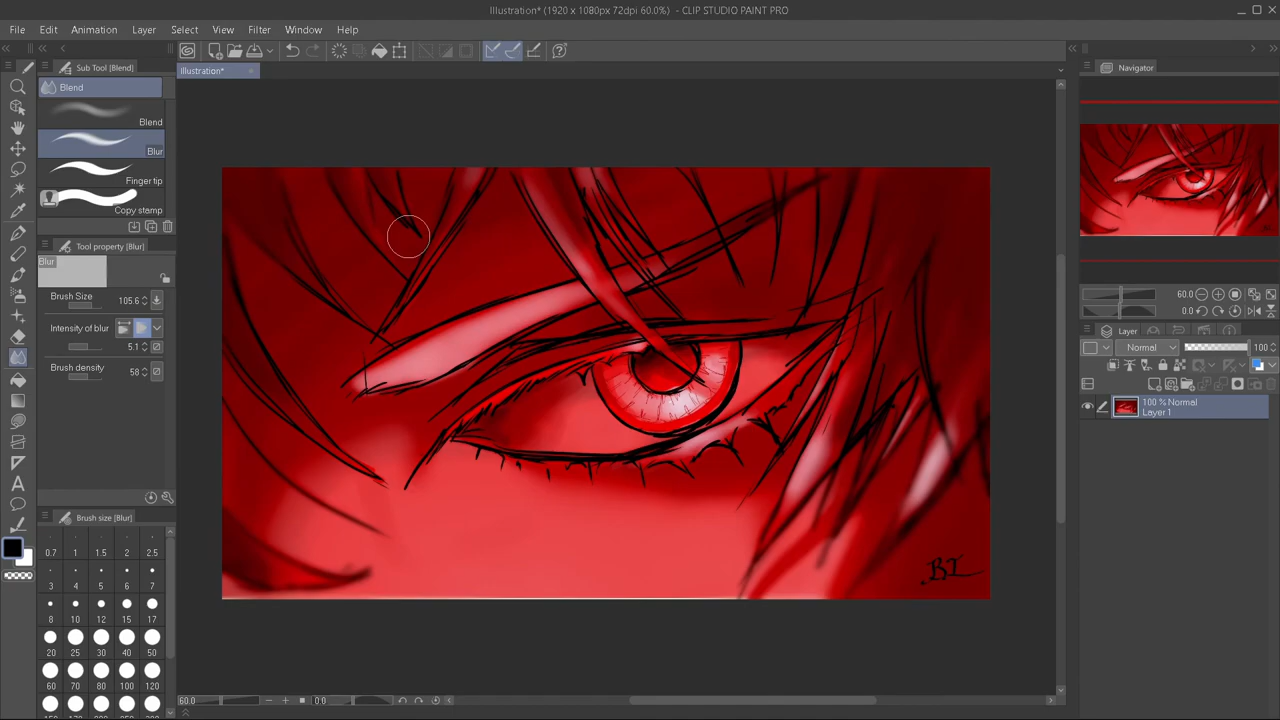 Illustration* (1920 x 1080px 72dpi 60.0%) - CLIP STUDIO PAINT PRO
File Edit Animation Layer Select View Filter Window Help
Sub Tool [Blend]
Illustration*
Navigator
Blend
Blend
Blur
Finger tip
Copy stamp
Tool property [Blur]
Blur
Brush Size 105.6
Intensity of blur
5.1
Brush density 58
60.0
0.0
Layer
Normal 100
100 % Normal
Layer 1
Brush size [Blur]
0.7 1 1.5 2 2.5
3 4 5 6 7
8 10 12 15 17
20 25 30 40 50
60 70 80 100 120
60.0 0.0
BI